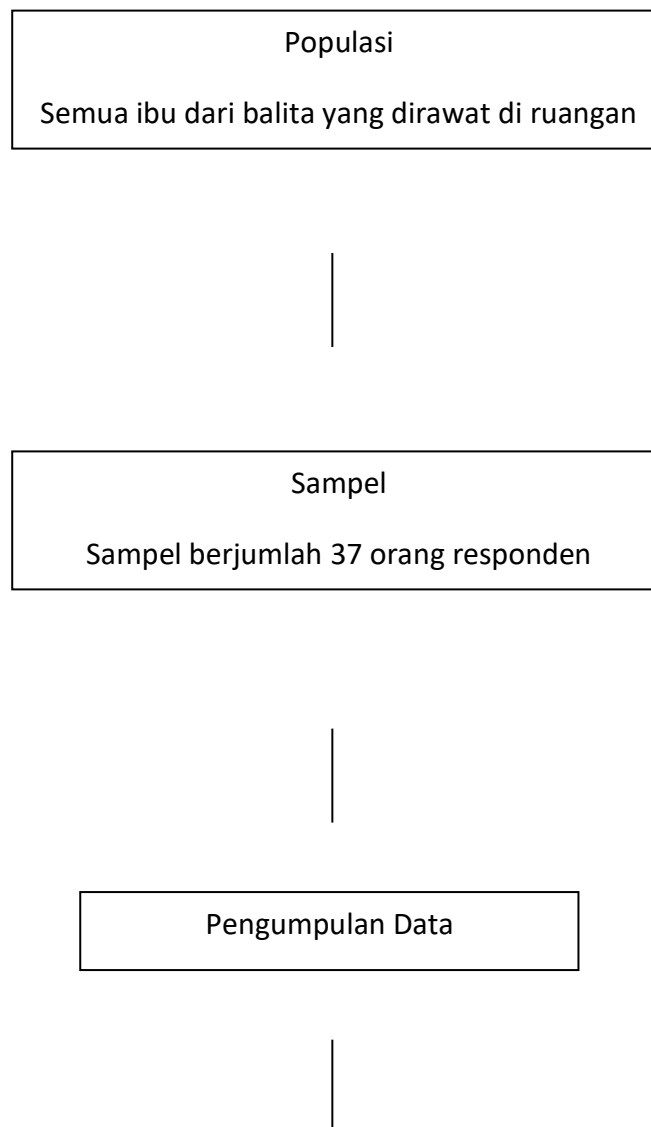 Populasi
Semua ibu dari balita yang dirawat di ruangan
Sampel
Sampel berjumlah 37 orang responden
Pengumpulan Data